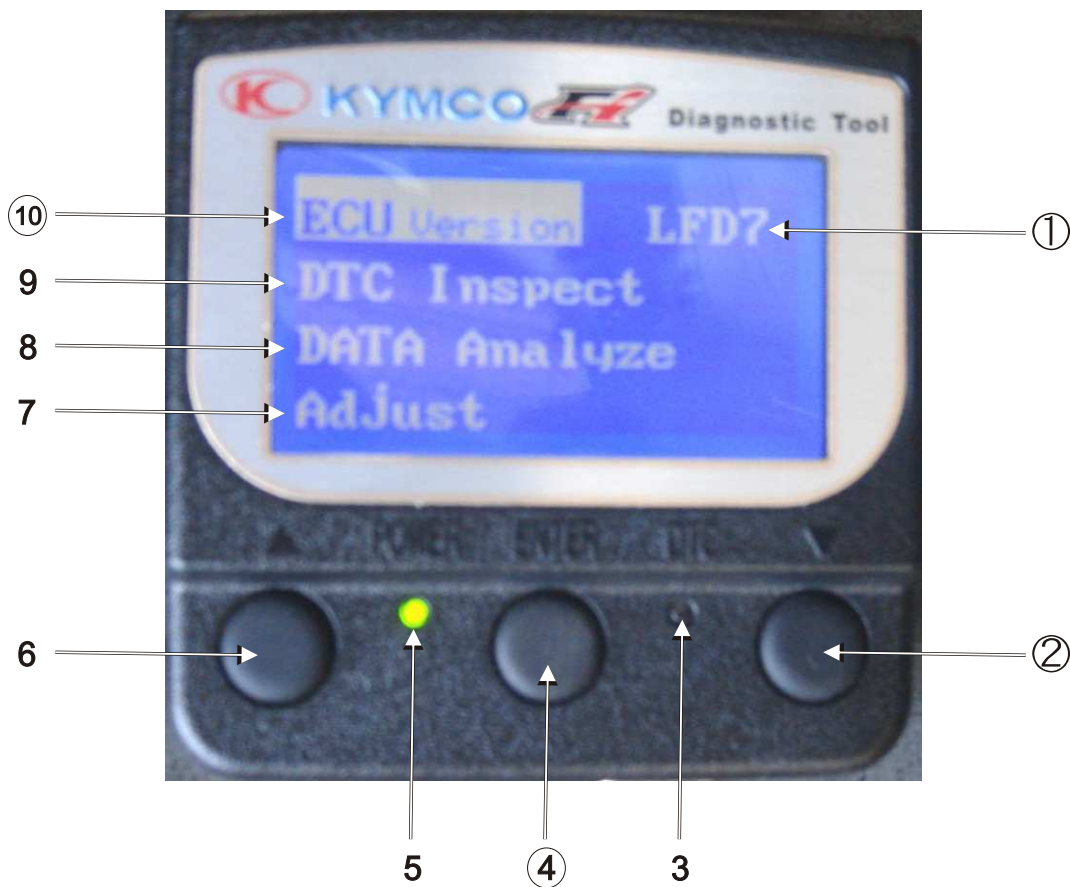 KYMCO Fi Diagnostic Tool
⑩ ECU Version LFD7 ①
9 DTC Inspect
8 DATA Analyze
7 AdJust
▲ POWER ENTER DTC ▼
6 ②
5 ④ 3